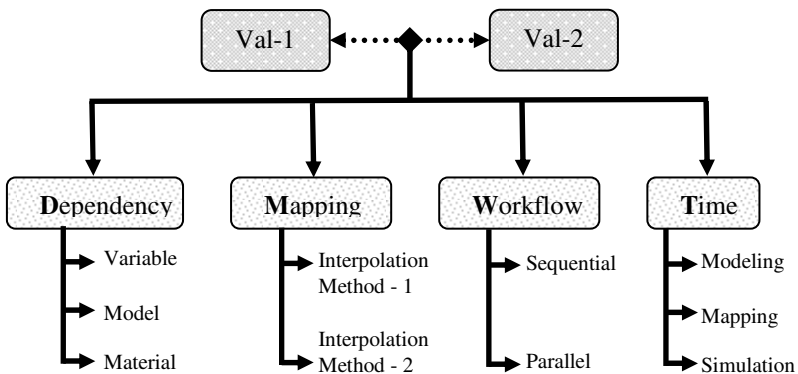 Val-1
Val-2
Dependency
Mapping
Workflow
Time
Variable
Model
Material
Interpolation
Method - 1
Interpolation
Method - 2
Sequential
Parallel
Modeling
Mapping
Simulation